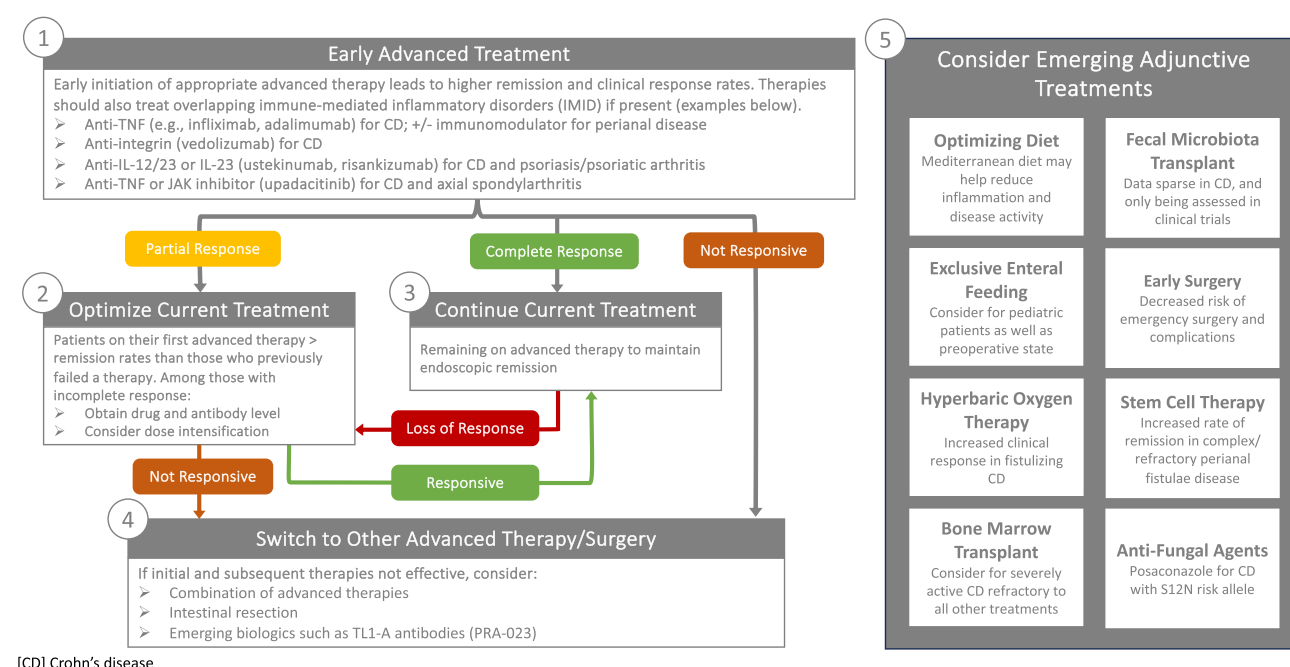 1
Early Advanced Treatment
Early initiation of appropriate advanced therapy leads to higher remission and clinical response rates. Therapies
should also treat overlapping immune-mediated inflammatory disorders (IMID) if present (examples below).
➢ Anti-TNF (e.g., infliximab, adalimumab) for CD; +/- immunomodulator for perianal disease
➢ Anti-integrin (vedolizumab) for CD
➢ Anti-IL-12/23 or IL-23 (ustekinumab, risankizumab) for CD and psoriasis/psoriatic arthritis
➢ Anti-TNF or JAK inhibitor (upadacitinib) for CD and axial spondylarthritis
Partial Response
Complete Response
Not Responsive
2
Optimize Current Treatment
Patients on their first advanced therapy >
remission rates than those who previously
failed a therapy. Among those with
incomplete response:
➢ Obtain drug and antibody level
➢ Consider dose intensification
3
Continue Current Treatment
Remaining on advanced therapy to maintain
endoscopic remission
Loss of Response
Not Responsive
Responsive
4
Switch to Other Advanced Therapy/Surgery
If initial and subsequent therapies not effective, consider:
➢ Combination of advanced therapies
➢ Intestinal resection
➢ Emerging biologics such as TL1-A antibodies (PRA-023)
5
Consider Emerging Adjunctive
Treatments
Optimizing Diet
Mediterranean diet may
help reduce
inflammation and
disease activity
Fecal Microbiota
Transplant
Data sparse in CD, and
only being assessed in
clinical trials
Exclusive Enteral
Feeding
Consider for pediatric
patients as well as
preoperative state
Early Surgery
Decreased risk of
emergency surgery and
complications
Hyperbaric Oxygen
Therapy
Increased clinical
response in fistulizing
CD
Stem Cell Therapy
Increased rate of
remission in complex/
refractory perianal
fistulae disease
Bone Marrow
Transplant
Consider for severely
active CD refractory to
all other treatments
Anti-Fungal Agents
Posaconazole for CD
with S12N risk allele
[CD] Crohn's disease